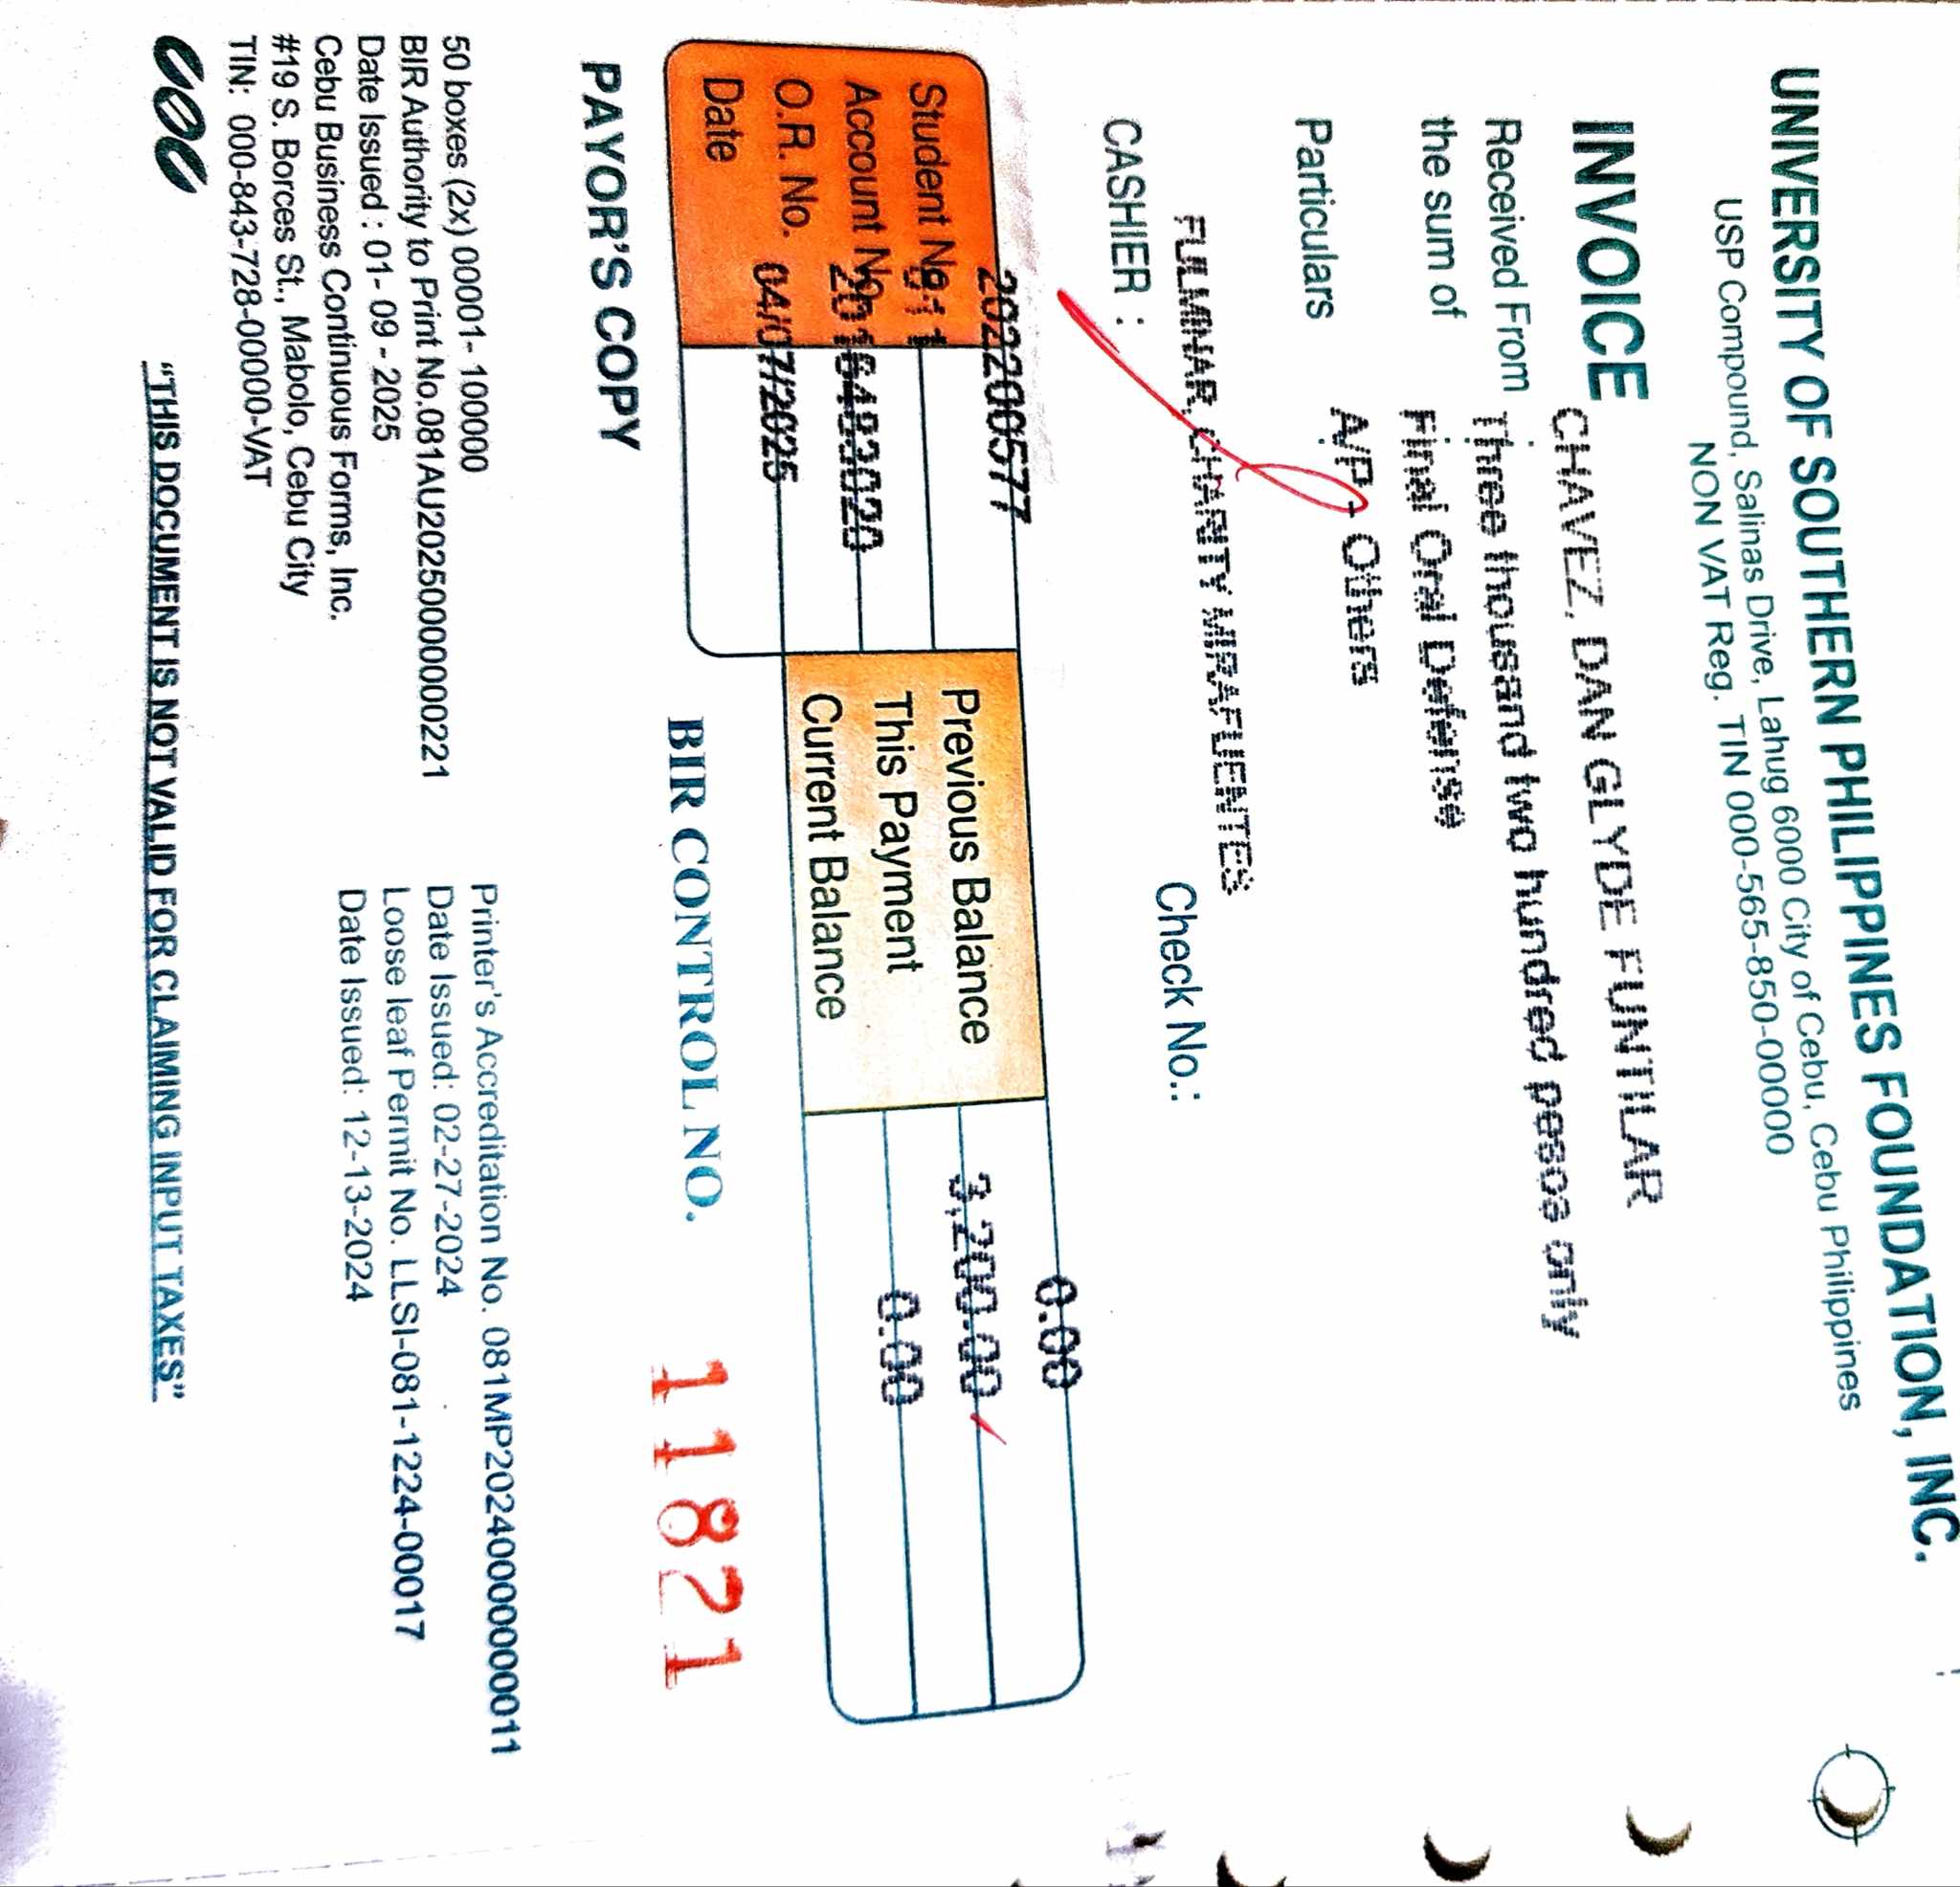 UNIVERSITY OF SOUTHERN PHILIPPINES FOUNDATION, INC.
USP Compound, Salinas Drive, Lahug 6000 City of Cebu, Cebu Philippines
NON VAT Reg. TIN 000-565-850-00000
INVOICE
CHAVEZ, DAN GLYDE FUNTILAR
Received From Three thousand two hundred pesos only
the sum of Final Oral Defense
A/P - Others
Particulars
FULMINAR, CHARITY MIRAFUENTES
CASHIER :
Check No.:
20220057 7
Student No.
Account No.
2016483020
O.R. No.
04/07/2025
Date
0.00
Previous Balance 3,200.00
This Payment 0.00
Current Balance
PAYOR'S COPY
BIR CONTROL NO. 11821
50 boxes (2x) 00001- 100000
BIR Authority to Print No.081AU20250000000221
Date Issued : 01- 09 - 2025
Cebu Business Continuous Forms, Inc.
#19 S. Borces St., Mabolo, Cebu City
TIN: 000-843-728-00000-VAT
Printer's Accreditation No. 081MP20240000000011
Date Issued: 02-27-2024
Loose leaf Permit No. LLSI-081-1224-00017
Date Issued: 12-13-2024
"THIS DOCUMENT IS NOT VALID FOR CLAIMING INPUT TAXES"